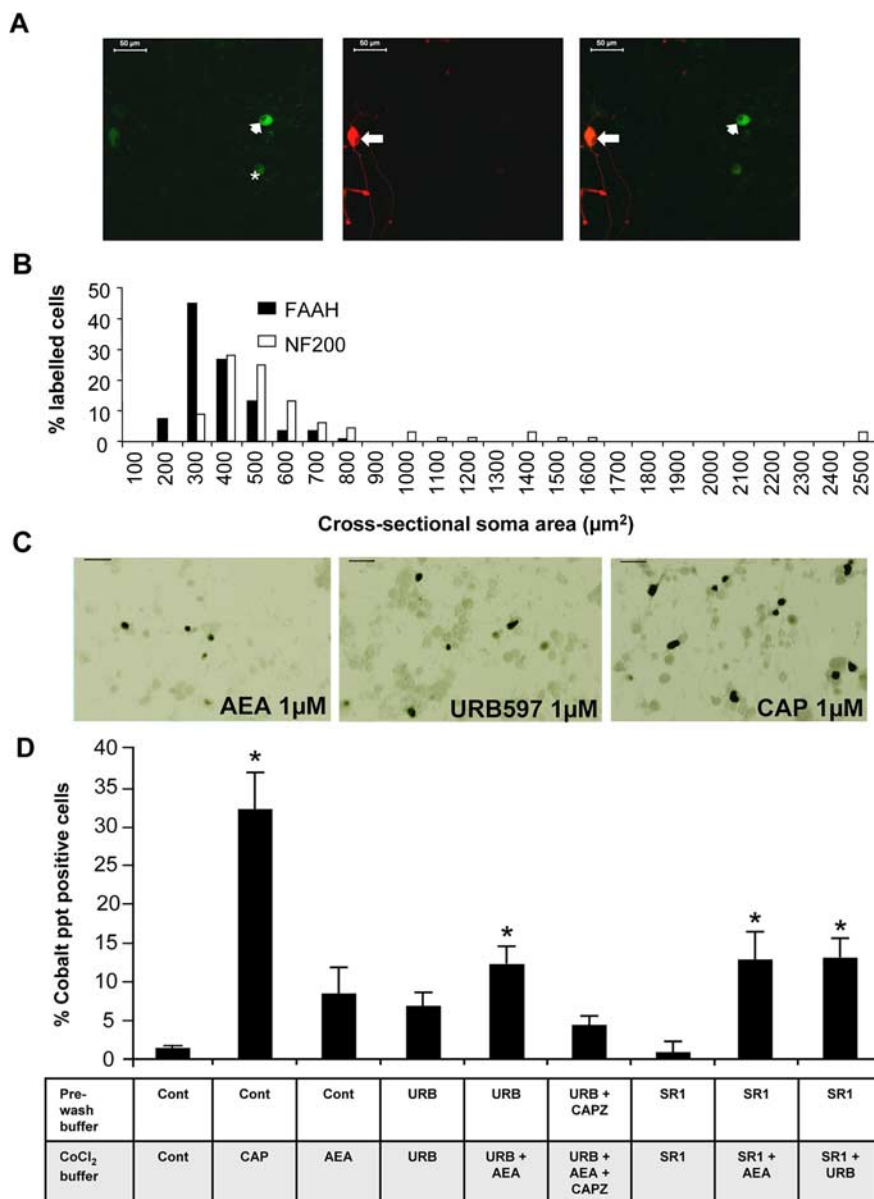 A
50 µm
50 µm
50 µm
*
B
% labelled cells
50
40
30
20
10
0
FAAH
NF200
100 200 300 400 500 600 700 800 900 1000 1100 1200 1300 1400 1500 1600 1700 1800 1900 2000 2100 2200 2300 2400 2500
Cross-sectional soma area (µm²)
C
AEA 1µM
URB597 1µM
CAP 1µM
D
% Cobalt ppt positive cells
40
35
30
25
20
15
10
5
0
* * * *
Pre-
wash
buffer
Cont
Cont
Cont
URB
URB
URB +
CAPZ
SR1
SR1
SR1
CoCl₂
buffer
Cont
CAP
AEA
URB
URB +
AEA
URB +
AEA +
CAPZ
SR1
SR1 +
AEA
SR1 +
URB